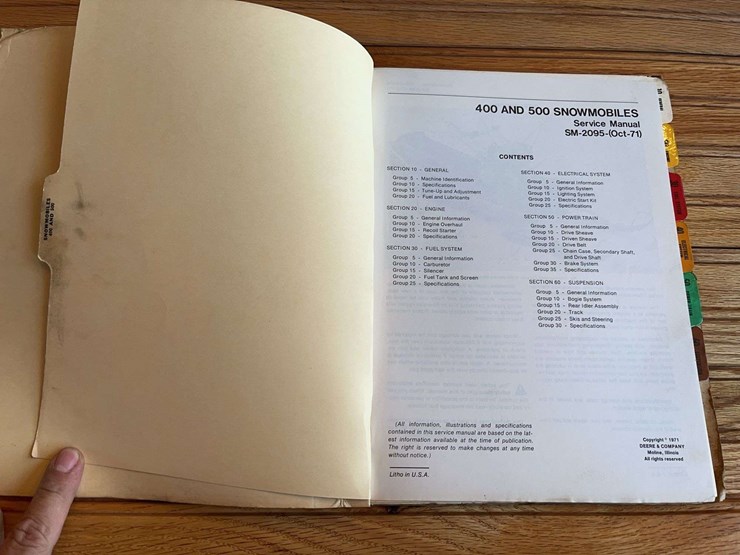 SNOWMOBILES
400 AND 500
400 AND 500 SNOWMOBILES
Service Manual
SM-2095-(Oct-71)
CONTENTS
SECTION 10 - GENERAL
Group 5 - Machine Identification
Group 10 - Specifications
Group 15 - Tune-Up and Adjustment
Group 20 - Fuel and Lubricants
SECTION 20 - ENGINE
Group 5 - General Information
Group 10 - Engine Overhaul
Group 15 - Recoil Starter
Group 20 - Specifications
SECTION 30 - FUEL SYSTEM
Group 5 - General Information
Group 10 - Carburetor
Group 15 - Silencer
Group 20 - Fuel Tank and Screen
Group 25 - Specifications
SECTION 40 - ELECTRICAL SYSTEM
Group 5 - General Information
Group 10 - Ignition System
Group 15 - Lighting System
Group 20 - Electric Start Kit
Group 25 - Specifications
SECTION 50 - POWER TRAIN
Group 5 - General Information
Group 10 - Drive Sheave
Group 15 - Driven Sheave
Group 20 - Drive Belt
Group 25 - Chain Case, Secondary Shaft,
and Drive Shaft
Group 30 - Brake System
Group 35 - Specifications
SECTION 60 - SUSPENSION
Group 5 - General Information
Group 10 - Bogie System
Group 15 - Rear Idler Assembly
Group 20 - Track
Group 25 - Skis and Steering
Group 30 - Specifications
(All information, illustrations and specifications
contained in this service manual are based on the lat-
est information available at the time of publication.
The right is reserved to make changes at any time
without notice.)
Litho in U.S.A.
Copyright © 1971
DEERE & COMPANY
Moline, Illinois
All rights reserved